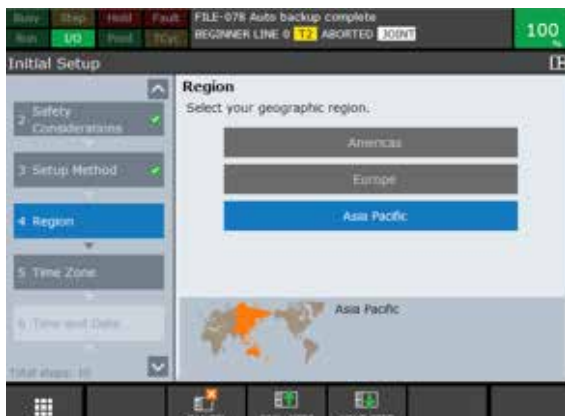 Busy Step Hold Fault
Run I/O Prod TCyc
FILE-078 Auto backup complete
BEGINNER LINE 0 T2 ABORTED JOINT
100
%
Initial Setup
2 Safety Considerations
3 Setup Method
4 Region
5 Time Zone
6 Time and Date
Total steps: 10
Region
Select your geographic region.
Americas
Europe
Asia Pacific
Asia Pacific